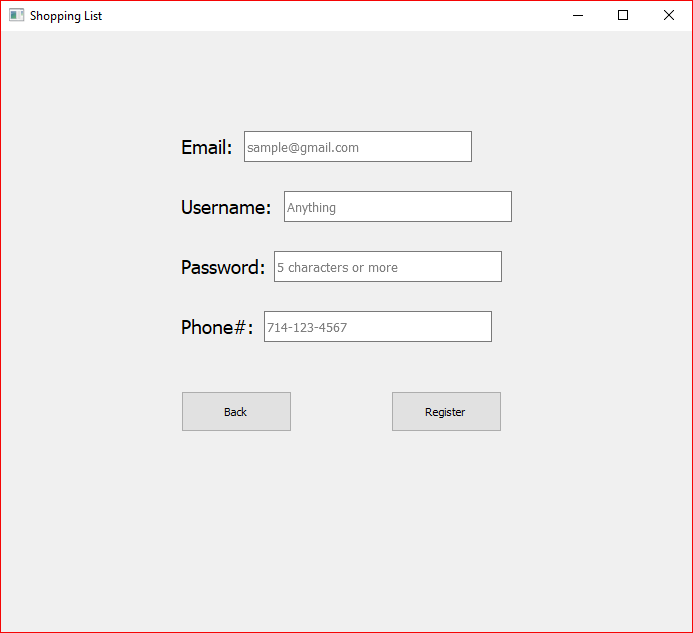 Shopping List
Email: sample@gmail.com
Username: Anything
Password: 5 characters or more
Phone#: 714-123-4567
Back Register